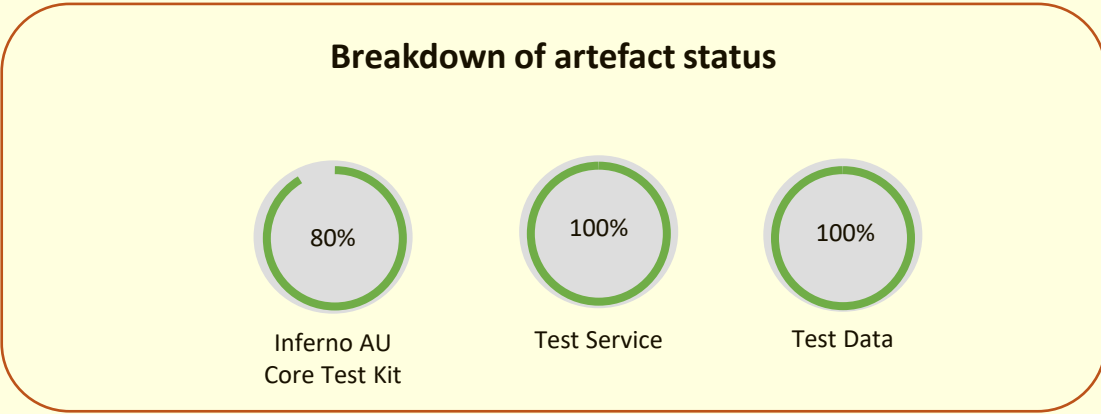 Breakdown of artefact status
80%
100%
100%
Inferno AU
Core Test Kit
Test Service
Test Data